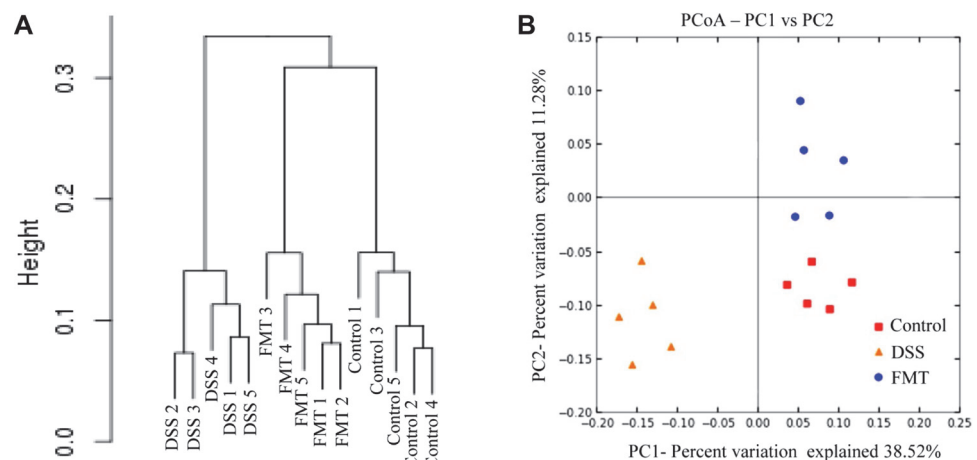 A
Height
0.3
0.2
0.1
0.0
DSS 2
DSS 3
DSS 4
DSS 1
DSS 5
FMT 3
FMT 4
FMT 5
FMT 1
FMT 2
Control 1
Control 3
Control 5
Control 2
Control 4
B
PCoA – PC1 vs PC2
PC2- Percent variation explained 11.28%
0.15
0.10
0.05
0.00
−0.05
−0.10
−0.15
−0.20
Control
DSS
FMT
−0.20 −0.15 −0.10 −0.05 0.00 0.05 0.10 0.15 0.20 0.25
PC1- Percent variation explained 38.52%